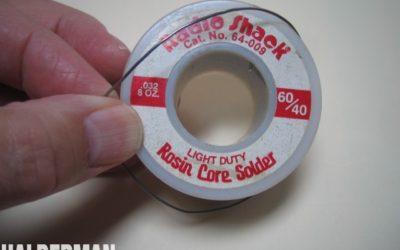 Radio Shack
Cat. No. 64-009
.032
8 OZ.
60/40
LIGHT DUTY
Rosin Core Solder
HALDERMAN